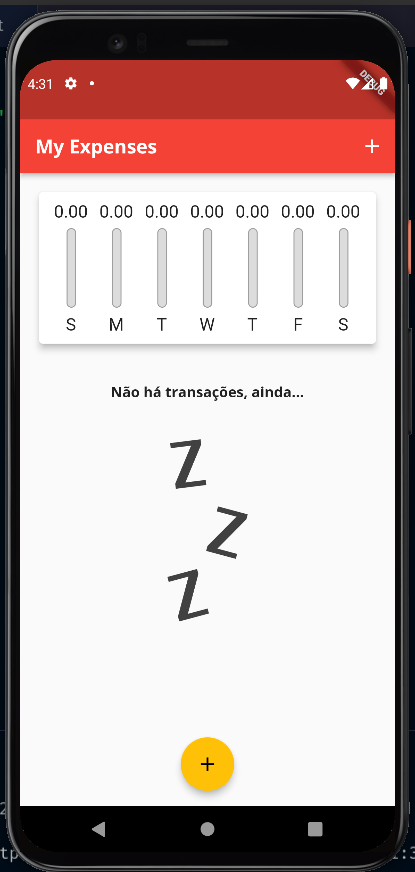 4:31
DEBUG
My Expenses
0.00 0.00 0.00 0.00 0.00 0.00 0.00
S M T W T F S
Não há transações, ainda...
Z
Z
Z